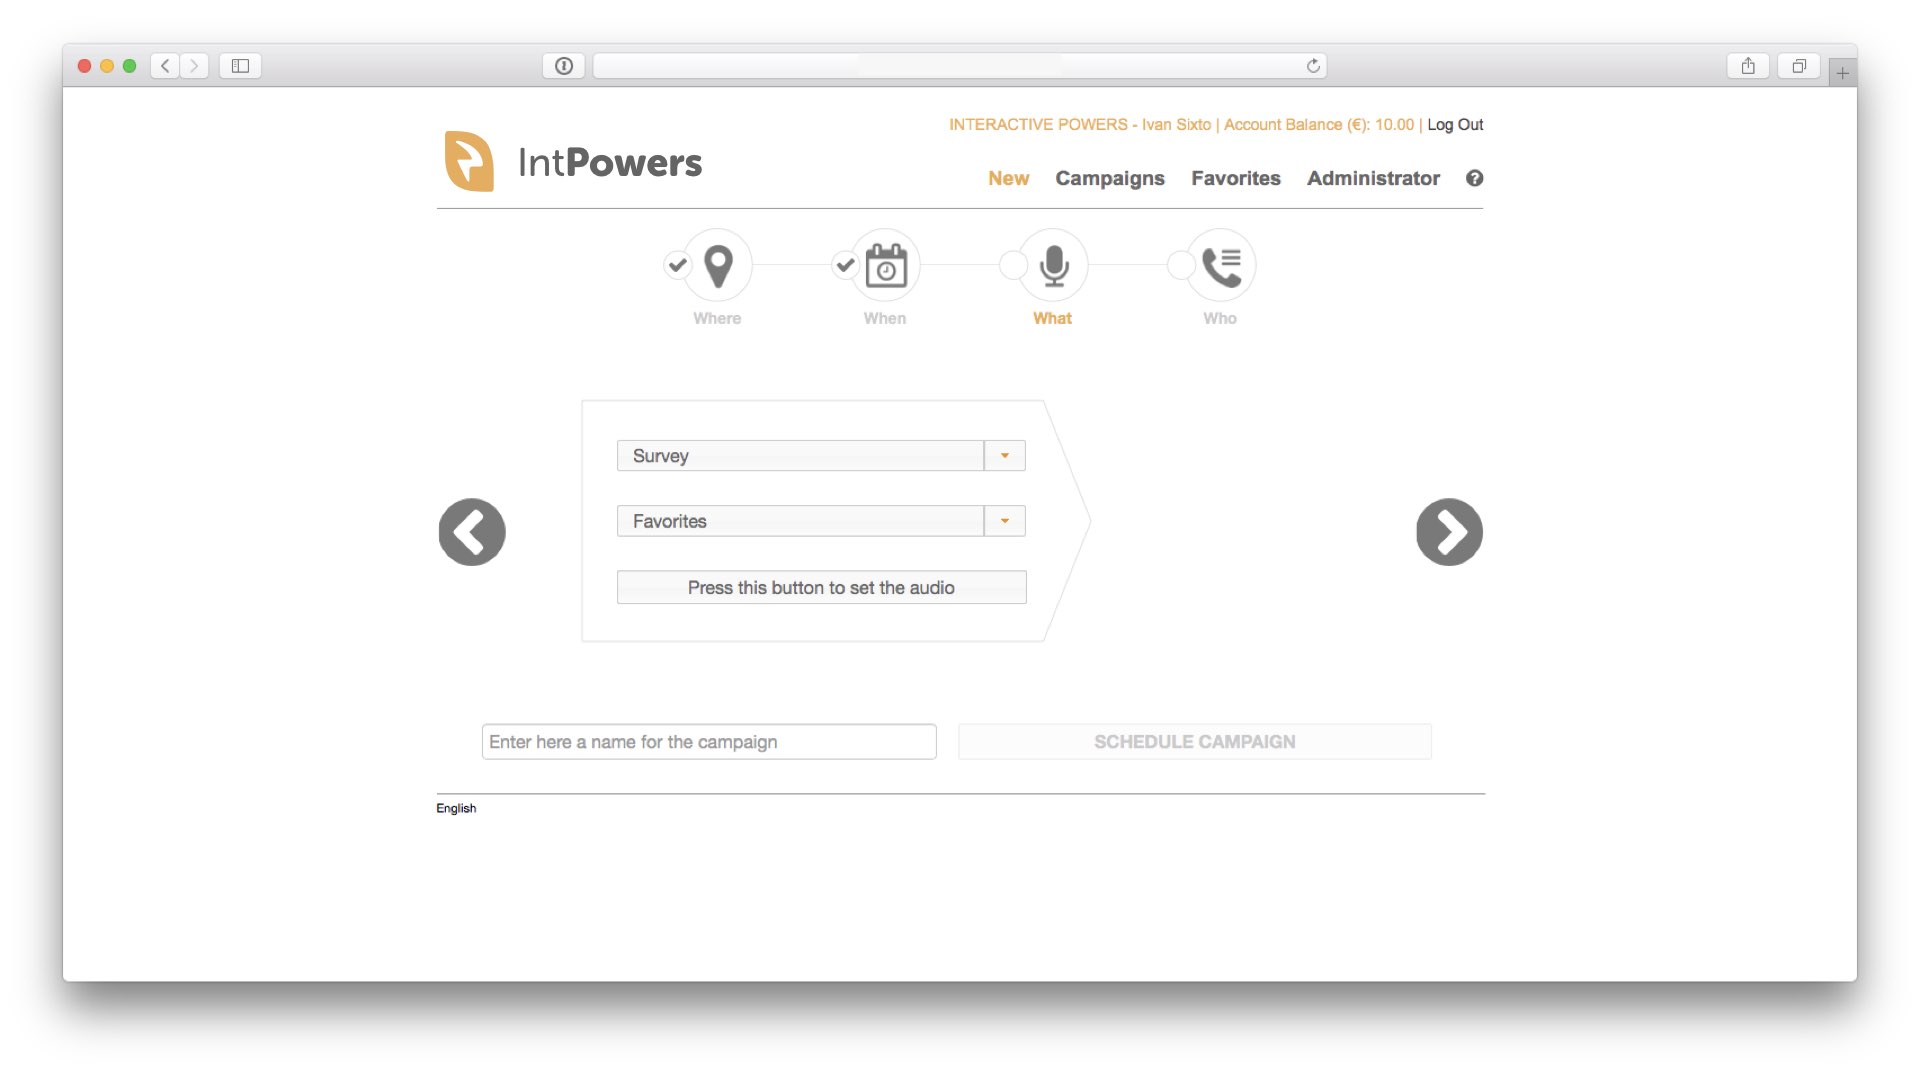 INTERACTIVE POWERS - Ivan Sixto | Account Balance (€): 10.00 | Log Out
IntPowers
New Campaigns Favorites Administrator ?
Where When What Who
Survey
Favorites
Press this button to set the audio
Enter here a name for the campaign SCHEDULE CAMPAIGN
English